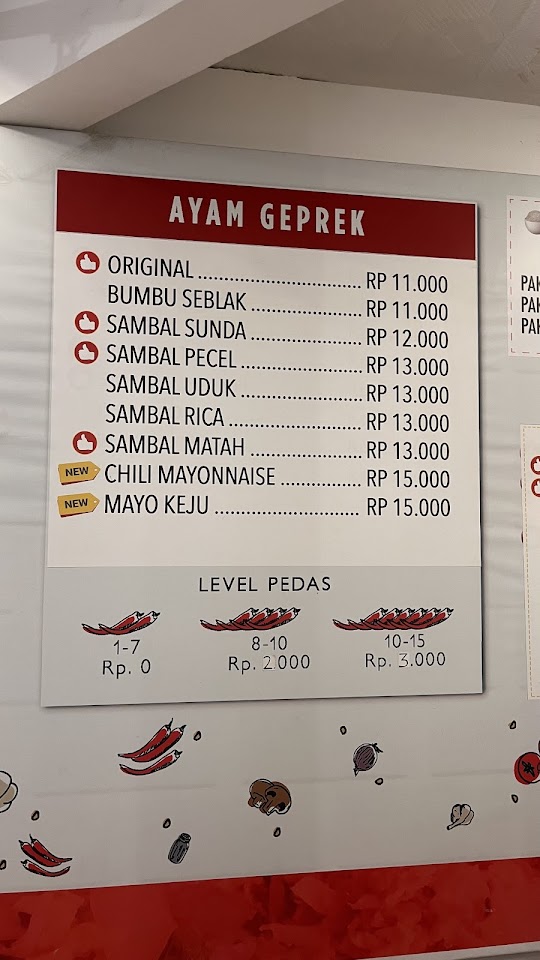 AYAM GEPREK
ORIGINAL ............................... RP 11.000
BUMBU SEBLAK ..................... RP 11.000
SAMBAL SUNDA ..................... RP 12.000
SAMBAL PECEL ....................... RP 13.000
SAMBAL UDUK ....................... RP 13.000
SAMBAL RICA ......................... RP 13.000
SAMBAL MATAH ..................... RP 13.000
NEW CHILI MAYONNAISE ............... RP 15.000
NEW MAYO KEJU ........................... RP 15.000
LEVEL PEDAS
1-7 8-10 10-15
Rp. 0 Rp. 2000 Rp. 3.000